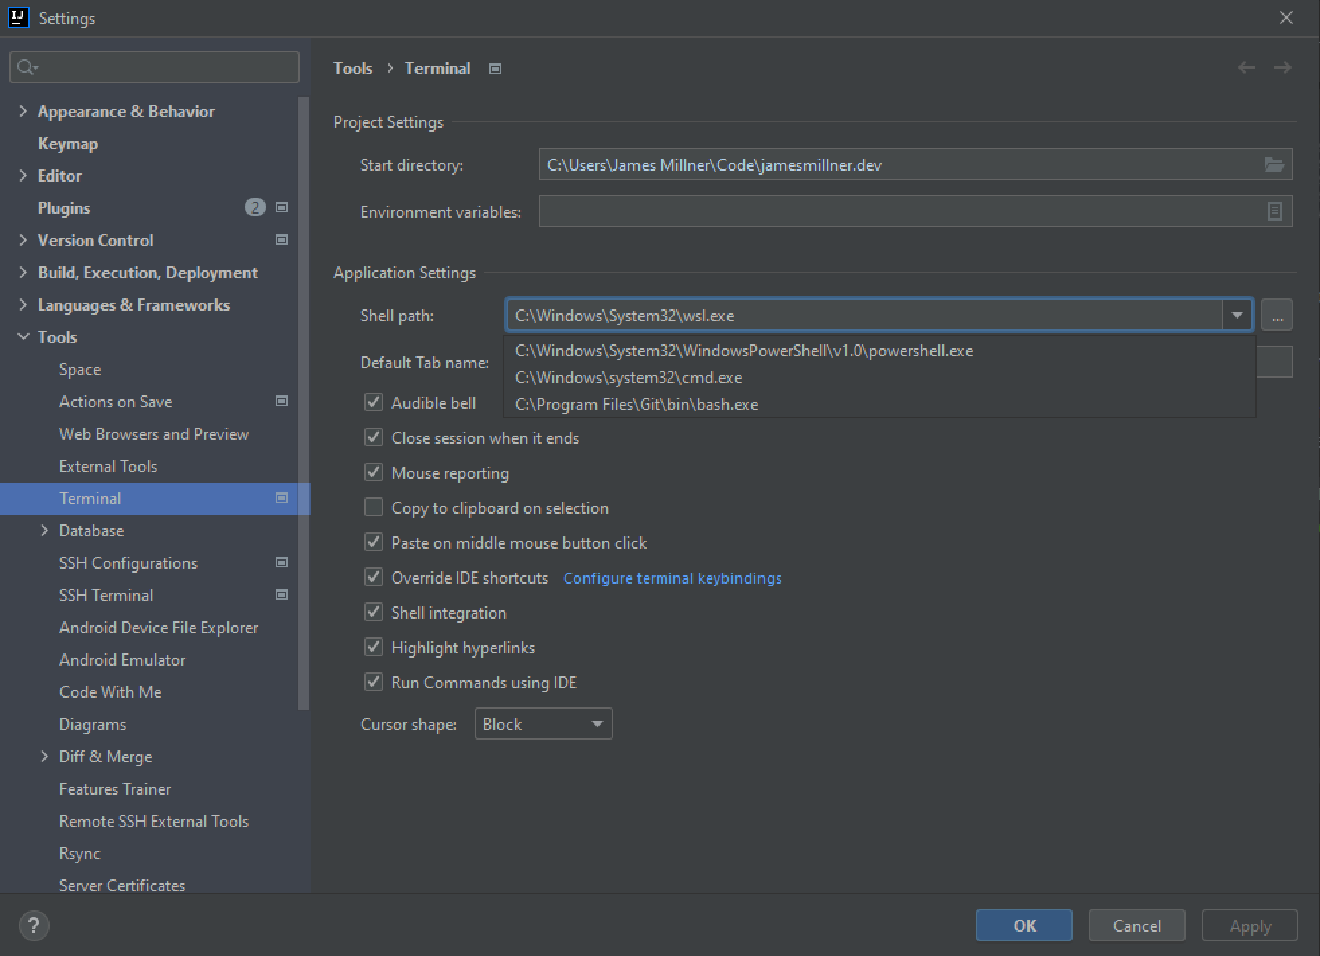 IJ
Settings
Tools > Terminal
Appearance & Behavior
Keymap
Editor
Plugins 2
Version Control
Build, Execution, Deployment
Languages & Frameworks
Tools
Space
Actions on Save
Web Browsers and Preview
External Tools
Terminal
Database
SSH Configurations
SSH Terminal
Android Device File Explorer
Android Emulator
Code With Me
Diagrams
Diff & Merge
Features Trainer
Remote SSH External Tools
Rsync
Server Certificates
Project Settings
Start directory: C:\Users\James Millner\Code\jamesmillner.dev
Environment variables:
Application Settings
Shell path: C:\Windows\System32\wsl.exe ...
C:\Windows\System32\WindowsPowerShell\v1.0\powershell.exe
Default Tab name:
C:\Windows\system32\cmd.exe
C:\Program Files\Git\bin\bash.exe
Audible bell
Close session when it ends
Mouse reporting
Copy to clipboard on selection
Paste on middle mouse button click
Override IDE shortcuts Configure terminal keybindings
Shell integration
Highlight hyperlinks
Run Commands using IDE
Cursor shape: Block
? OK Cancel Apply